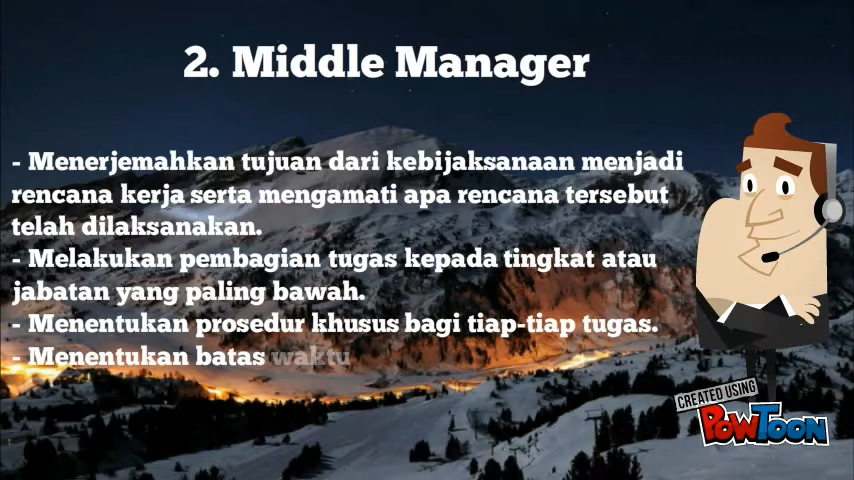 2. Middle Manager
- Menerjemahkan tujuan dari kebijaksanaan menjadi
rencana kerja serta mengamati apa rencana tersebut
telah dilaksanakan.
- Melakukan pembagian tugas kepada tingkat atau
jabatan yang paling bawah.
- Menentukan prosedur khusus bagi tiap-tiap tugas.
- Menentukan batas waktu
CREATED USING
POWTOON